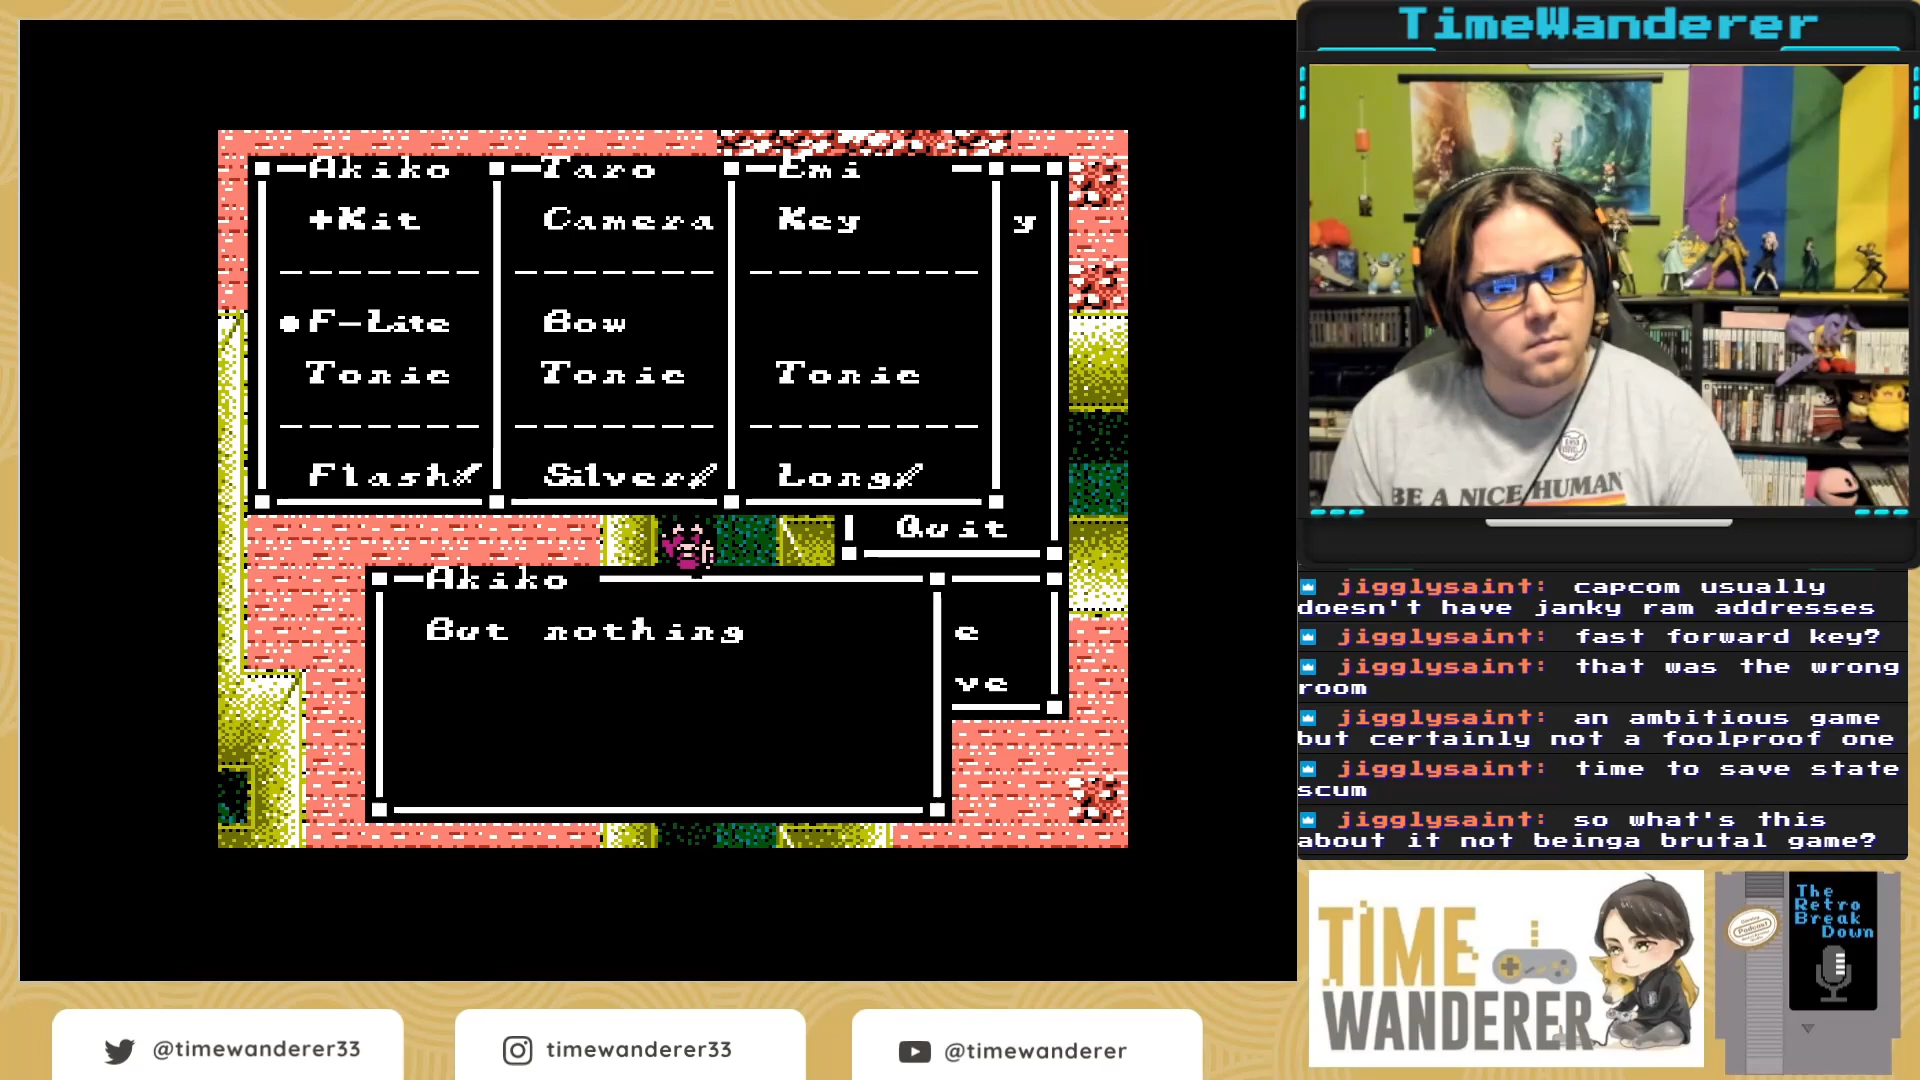 TimeWanderer
Akiko Taro Emi
+Kit Camera Key y
F-Lite Bow
Tonic Tonic Tonic
Flash Silver Long
Quit
Akiko
But nothing e
ve
BE A NICE HUMAN
jigglysaint: capcom usually
doesn't have janky ram addresses
jigglysaint: fast forward key?
jigglysaint: that was the wrong
room
jigglysaint: an ambitious game
but certainly not a foolproof one
jigglysaint: time to save state
scum
jigglysaint: so what's this
about it not beinga brutal game?
TIME
WANDERER
The
Retro
Break
Down
Podcast
@timewanderer33
timewanderer33
@timewanderer